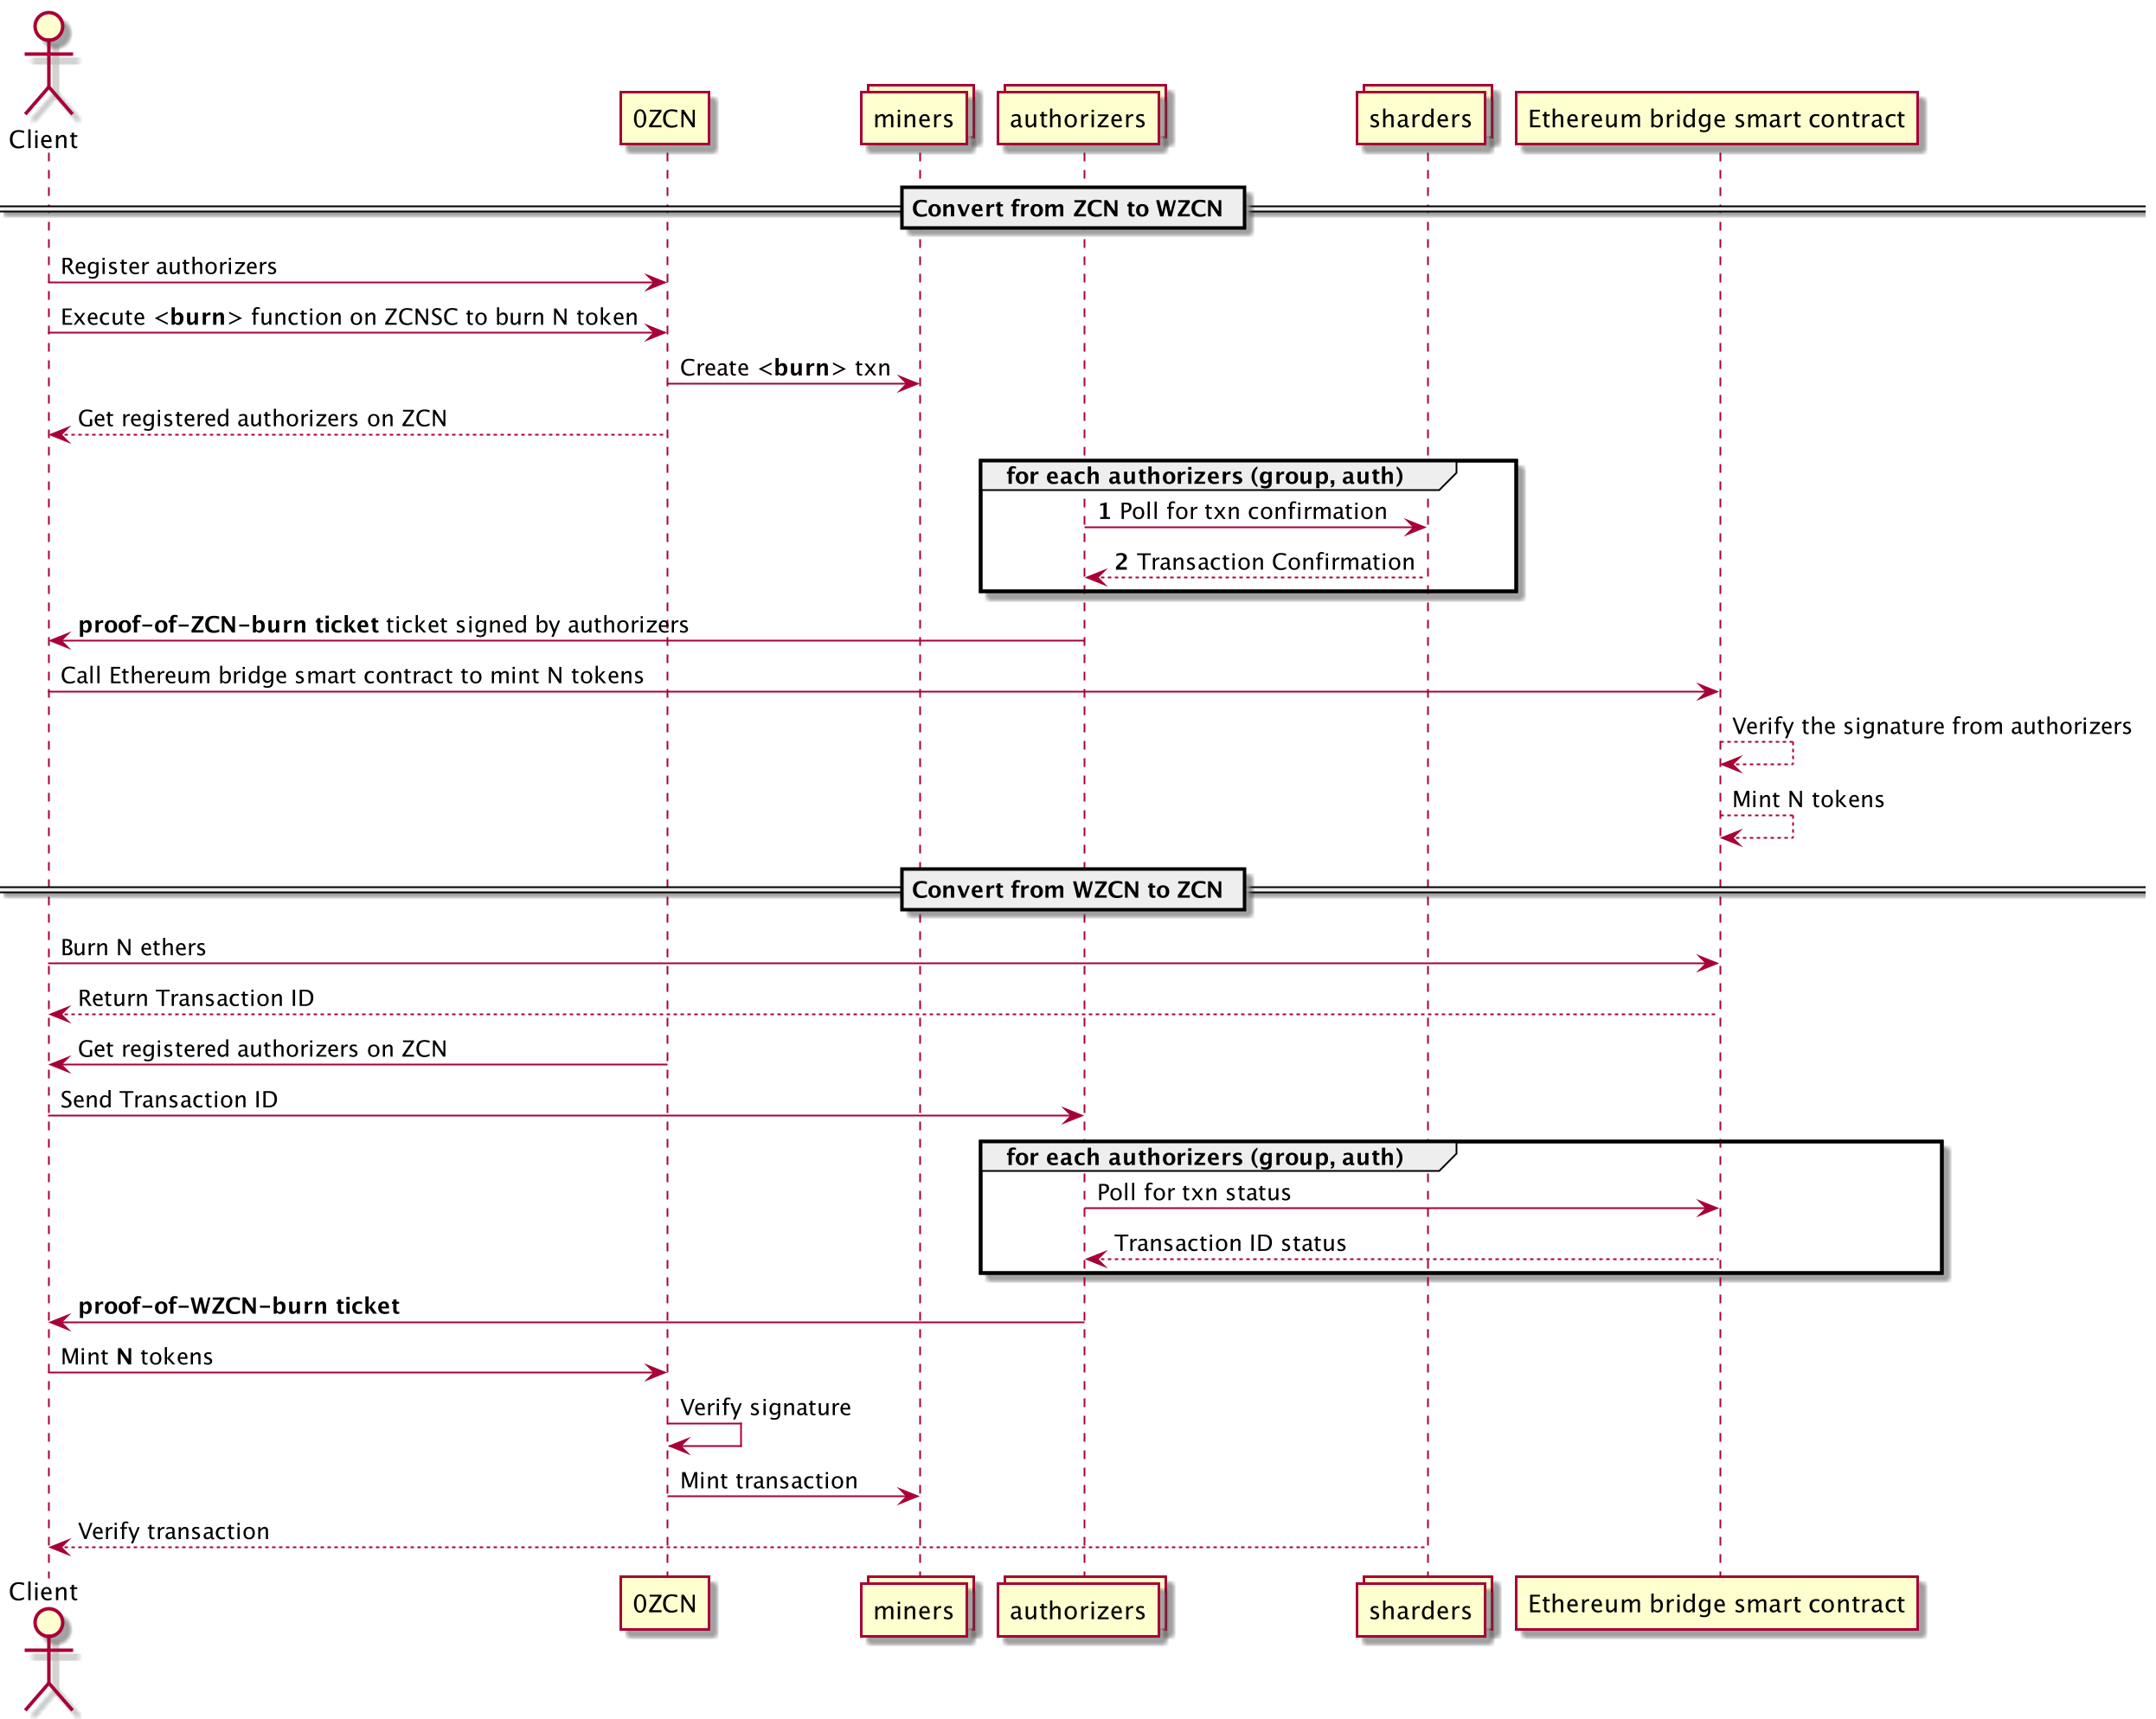 Client
0ZCN
miners
authorizers
sharders
Ethereum bridge smart contract
Convert from ZCN to WZCN
Register authorizers
Execute <burn> function on ZCNSC to burn N token
Create <burn> txn
Get registered authorizers on ZCN
for each authorizers (group, auth)
1 Poll for txn confirmation
2 Transaction Confirmation
proof-of-ZCN-burn ticket ticket signed by authorizers
Call Ethereum bridge smart contract to mint N tokens
Verify the signature from authorizers
Mint N tokens
Convert from WZCN to ZCN
Burn N ethers
Return Transaction ID
Get registered authorizers on ZCN
Send Transaction ID
for each authorizers (group, auth)
Poll for txn status
Transaction ID status
proof-of-WZCN-burn ticket
Mint N tokens
Verify signature
Mint transaction
Verify transaction
Client
0ZCN
miners
authorizers
sharders
Ethereum bridge smart contract